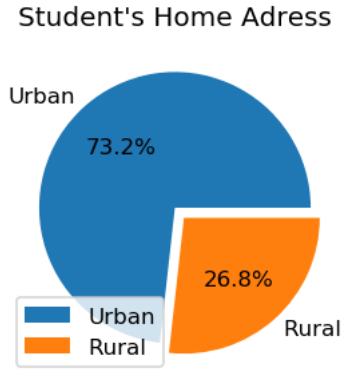 Student's Home Adress
Urban
73.2%
26.8%
Rural
Urban
Rural